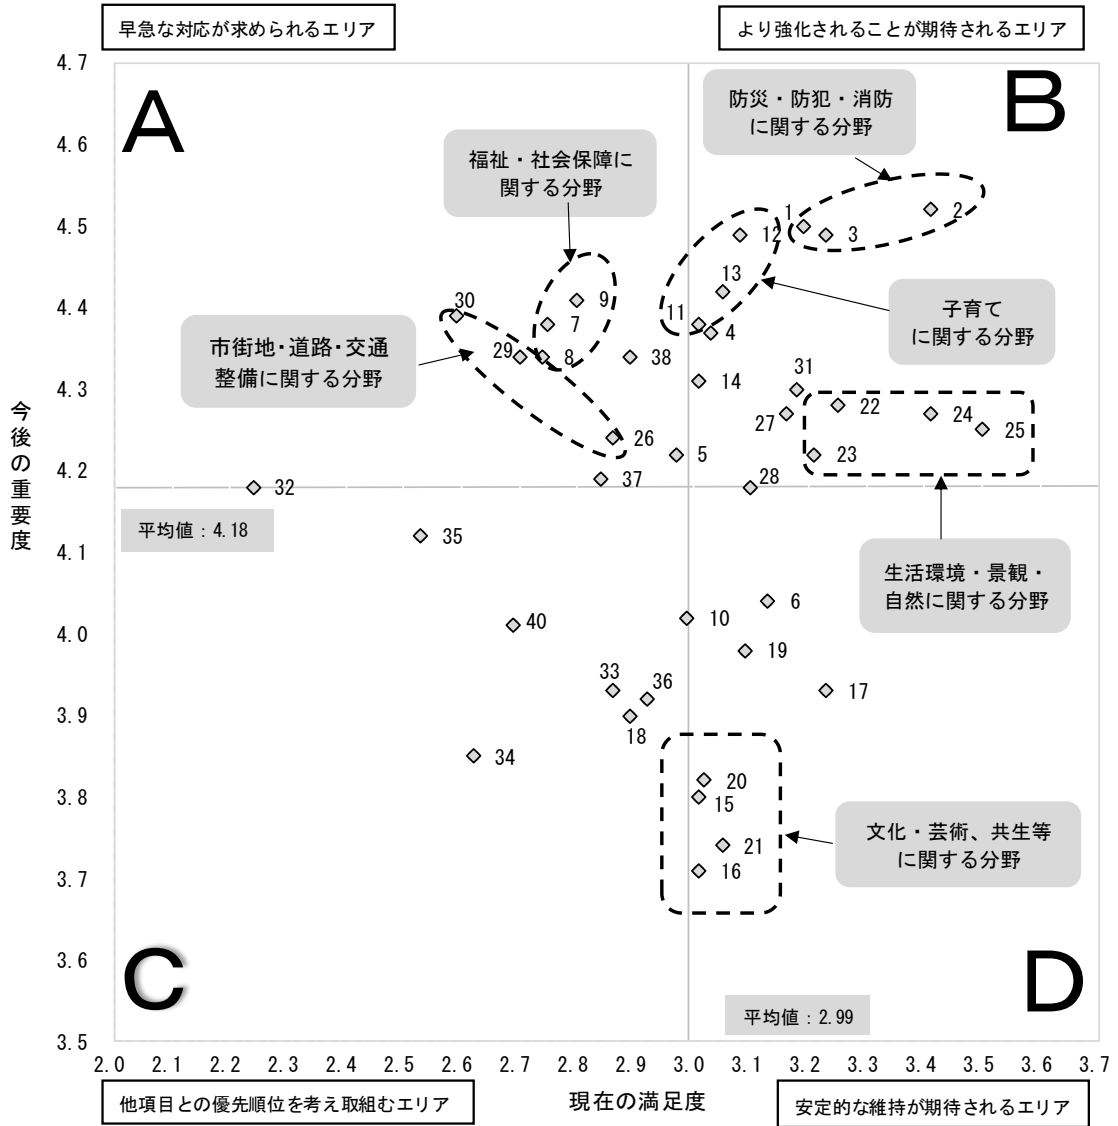 早急な対応が求められるエリア
より強化されることが期待されるエリア
4.7
A
B
防災・防犯・消防
に関する分野
4.6
福祉・社会保障に
関する分野
4.5
1
2
12
3
13
4.4
30
9
11
子育て
に関する分野
7
4
市街地・道路・交通
整備に関する分野
29
8
38
14
4.3
31
22
24
27
25
今後の重要度
26
5
23
4.2
37
28
32
平均値：4.18
35
4.1
生活環境・景観・
自然に関する分野
6
4.0
40
10
19
33
36
17
3.9
18
34
20
3.8
15
文化・芸術、共生等
に関する分野
21
16
3.7
3.6
C
D
平均値：2.99
3.5
2.0 2.1 2.2 2.3 2.4 2.5 2.6 2.7 2.8 2.9 3.0 3.1 3.2 3.3 3.4 3.5 3.6 3.7
他項目との優先順位を考え取組むエリア
現在の満足度
安定的な維持が期待されるエリア